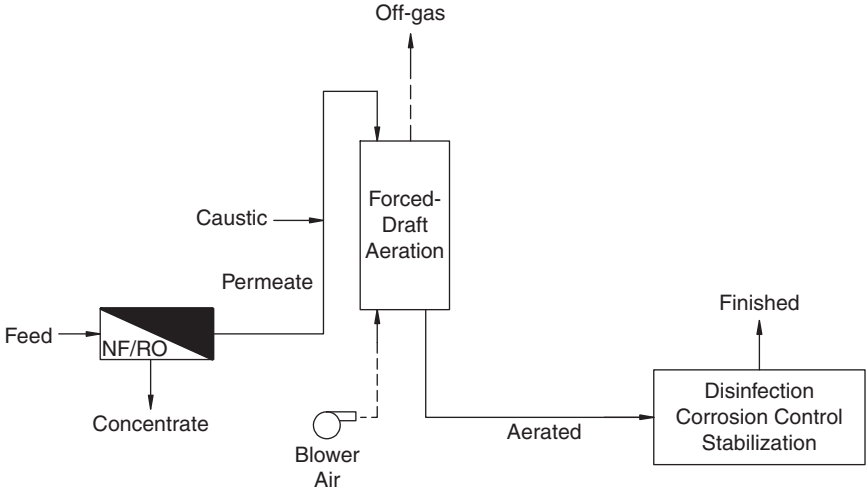 Off-gas
Forced-
Draft
Aeration
Caustic
Permeate
Feed
NF/RO
Concentrate
Blower
Air
Aerated
Finished
Disinfection
Corrosion Control
Stabilization